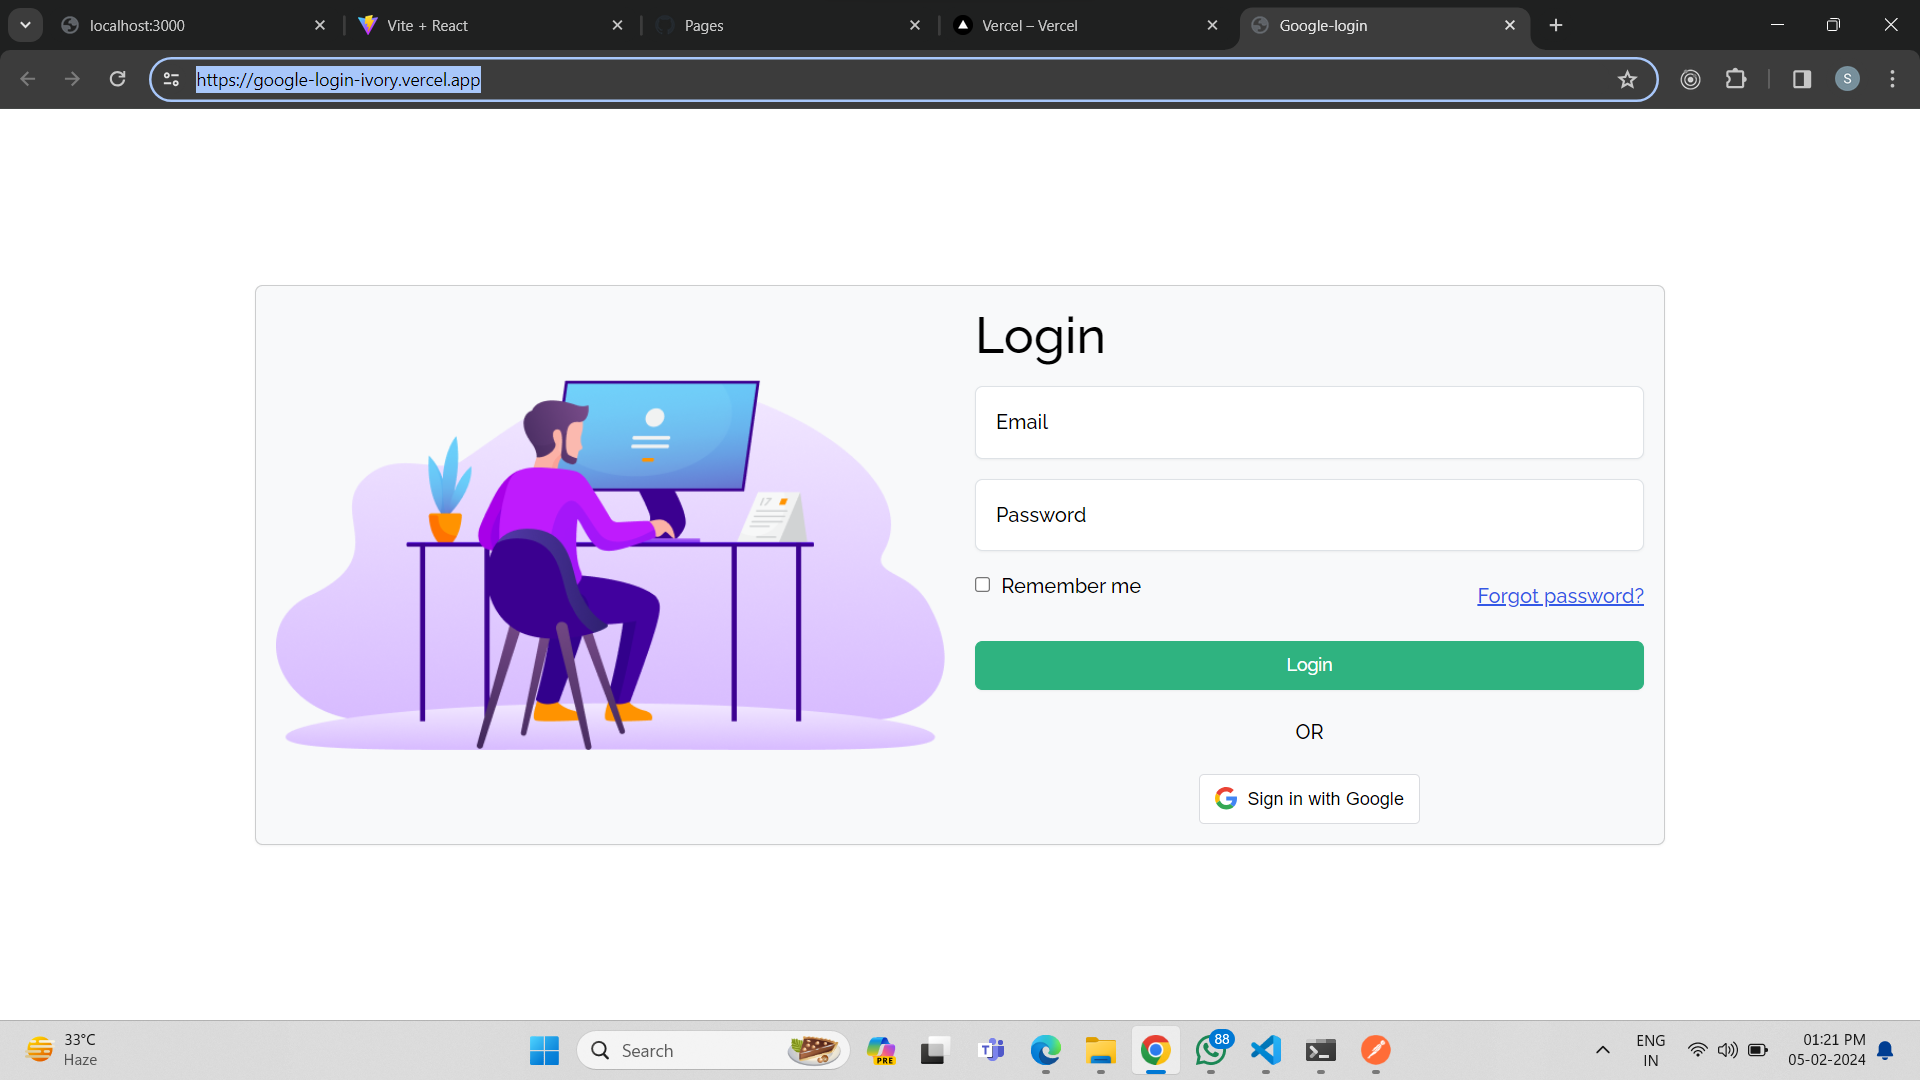 localhost:3000
Vite + React
Pages
Vercel – Vercel
Google-login
https://google-login-ivory.vercel.app
S
Login
Email
17
Password
Remember me
Forgot password?
Login
OR
Sign in with Google
33°C
Haze
Search
PRE
88
ENG
IN
01:21 PM
05-02-2024